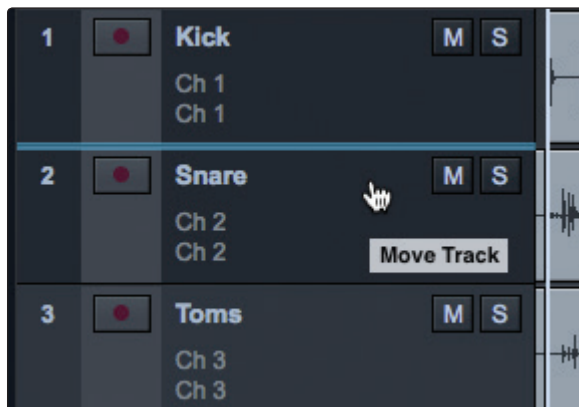 1 Kick M S
Ch 1
Ch 1
2 Snare M S
Ch 2
Ch 2
Move Track
3 Toms M S
Ch 3
Ch 3